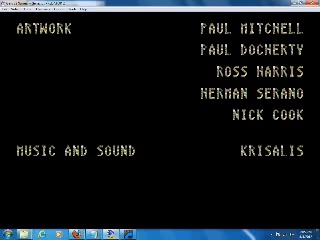 ARTWORK PAUL MITCHELL
PAUL DOCHERTY
ROSS HARRIS
HERMAN SERANO
NICK COOK
MUSIC AND SOUND KRISALIS